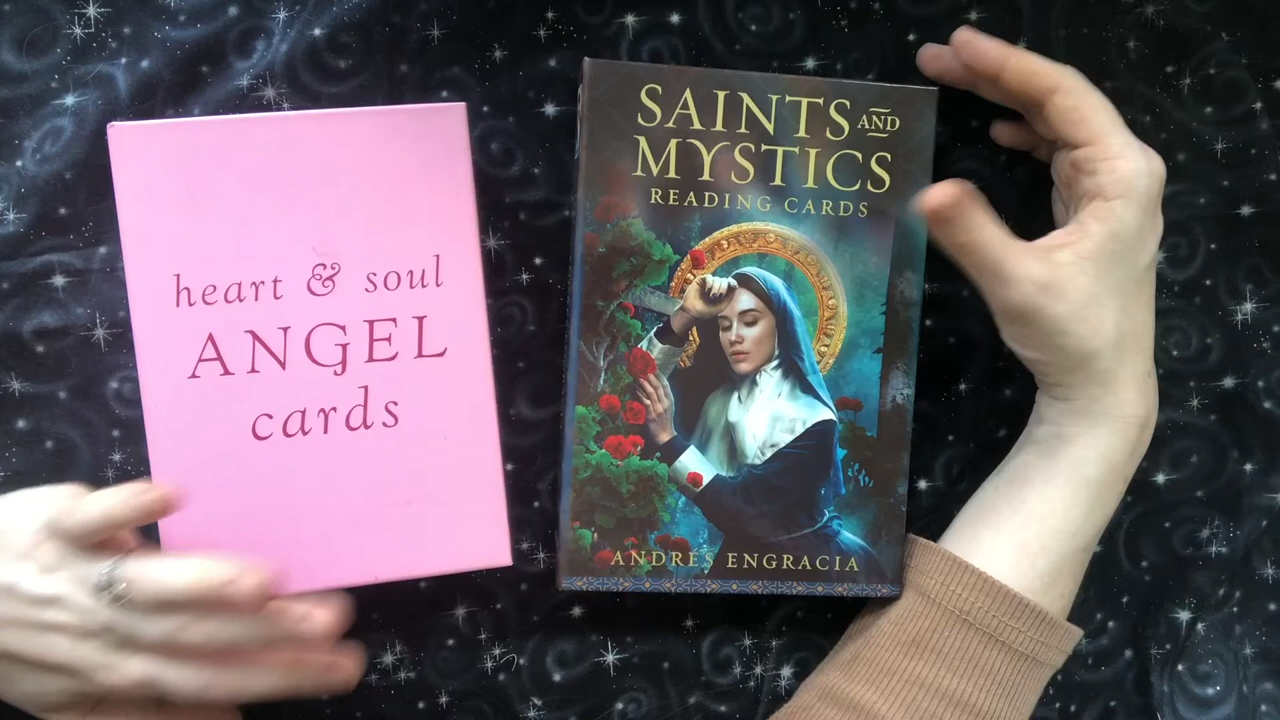 heart & soul
ANGEL
cards
SAINTS AND
MYSTICS
READING CARDS
ANDRES ENGRACIA